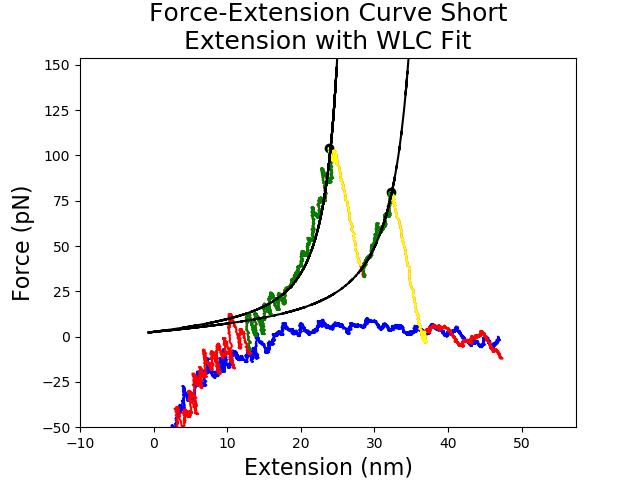 Force-Extension Curve Short
Extension with WLC Fit
150
125
100
75
50
25
0
−25
−50
Force (pN)
−10 0 10 20 30 40 50
Extension (nm)